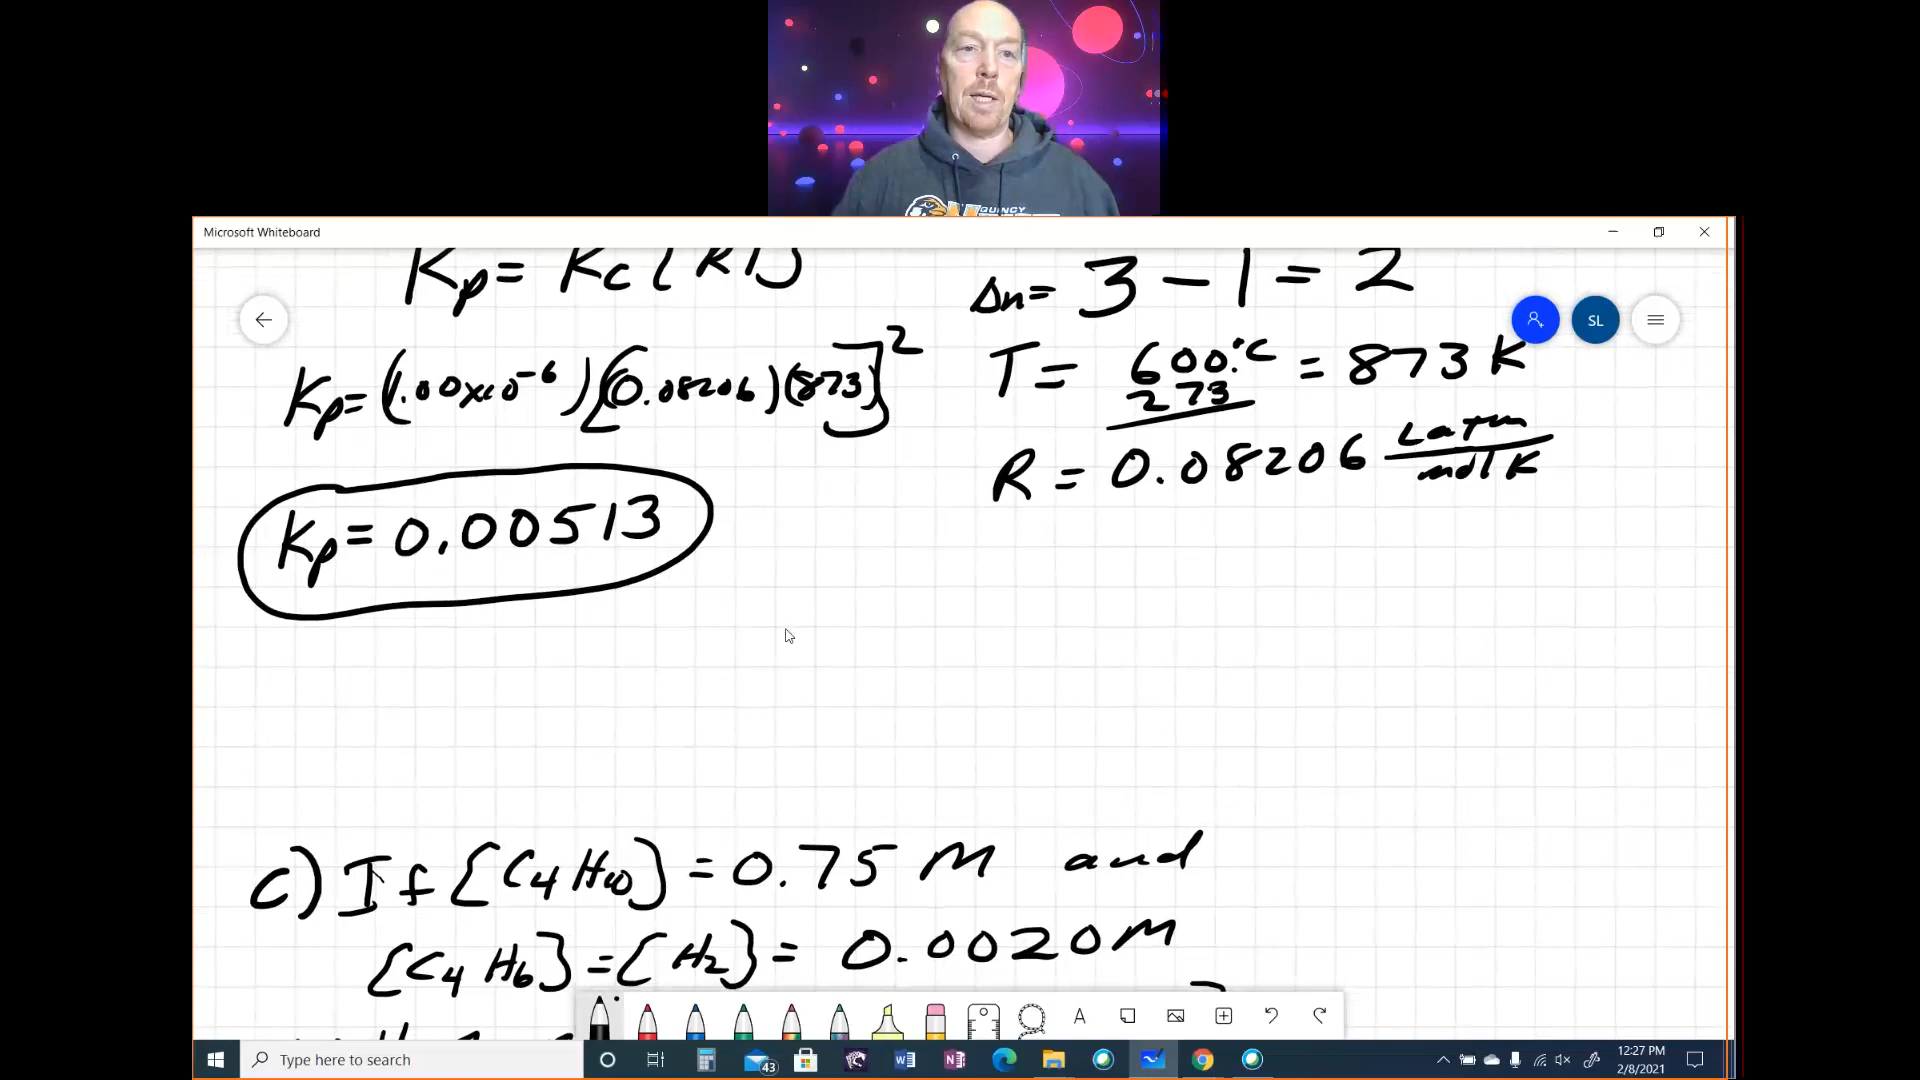 QUINCY
Microsoft Whiteboard
Kp = Kc (RT)
Δn = 3 - 1 = 2
SL
Kp = (1.00x10⁻⁶)[(0.08206)(873)]²
T = 600.°C = 873 K
273
R = 0.08206 L atm / mol K
Kp = 0.00513
C) If [C₄H₁₀] = 0.75 M and
[C₄H₆] = [H₂] = 0.0020 M
A
Type here to search
43
W
N
12:27 PM
2/8/2021